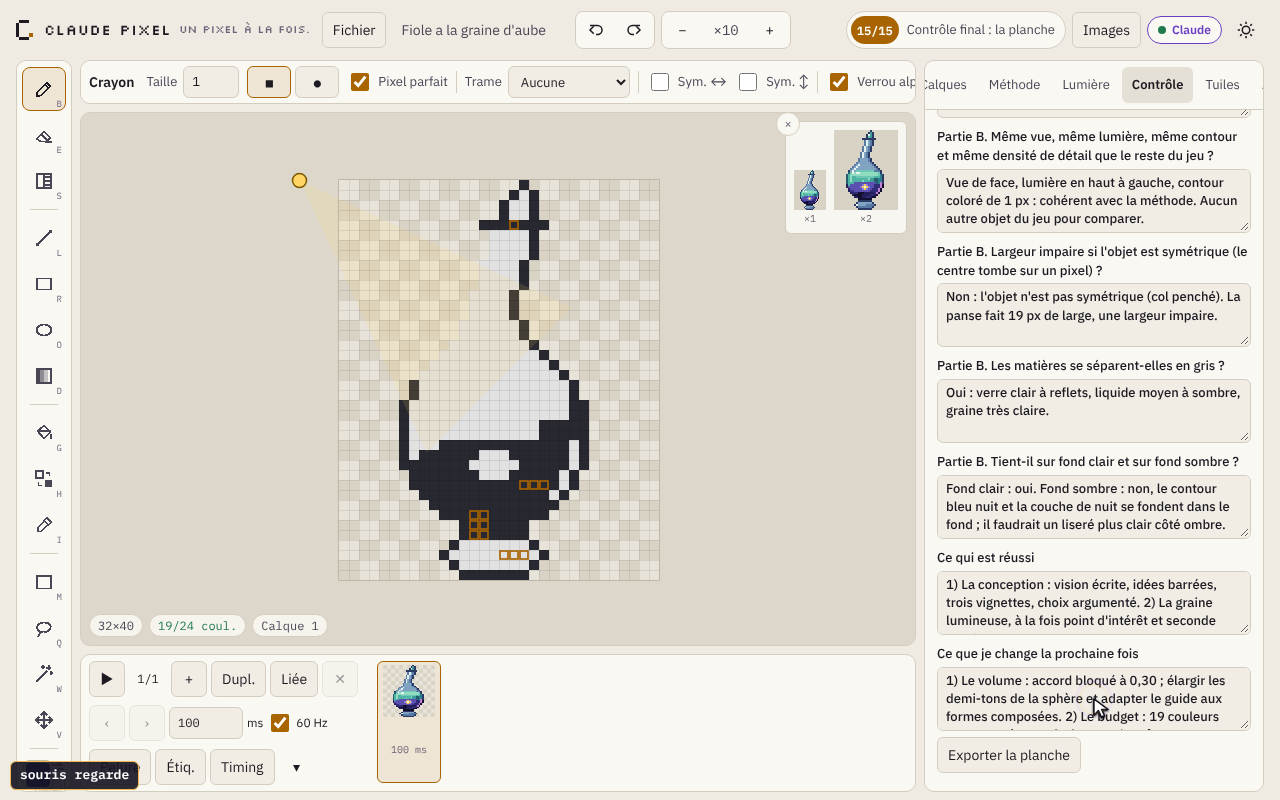 CLAUDE PIXEL UN PIXEL À LA FOIS. Fichier Fiole a la graine d'aube − ×10 + 15/15 Contrôle final : la planche Images Claude
Crayon Taille 1 Pixel parfait Trame Aucune Sym. Sym. Verrou alp
Calques Méthode Lumière Contrôle Tuiles
B
E
S
L
R
O
D
G
H
I
M
Q
W
V
×
×1 ×2
32×40 19/24 coul. Calque 1
1/1 + Dupl. Liée ×
‹ › 100 ms 60 Hz
Étiq. Timing
100 ms
souris regarde
Partie B. Même vue, même lumière, même contour
et même densité de détail que le reste du jeu ?
Vue de face, lumière en haut à gauche, contour
coloré de 1 px : cohérent avec la méthode. Aucun
autre objet du jeu pour comparer.
Partie B. Largeur impaire si l'objet est symétrique (le
centre tombe sur un pixel) ?
Non : l'objet n'est pas symétrique (col penché). La
panse fait 19 px de large, une largeur impaire.
Partie B. Les matières se séparent-elles en gris ?
Oui : verre clair à reflets, liquide moyen à sombre,
graine très claire.
Partie B. Tient-il sur fond clair et sur fond sombre ?
Fond clair : oui. Fond sombre : non, le contour
bleu nuit et la couche de nuit se fondent dans le
fond ; il faudrait un liseré plus clair côté ombre.
Ce qui est réussi
1) La conception : vision écrite, idées barrées,
trois vignettes, choix argumenté. 2) La graine
lumineuse, à la fois point d'intérêt et seconde
Ce que je change la prochaine fois
1) Le volume : accord bloqué à 0,30 ; élargir les
demi-tons de la sphère et adapter le guide aux
formes composées. 2) Le budget : 19 couleurs
Exporter la planche